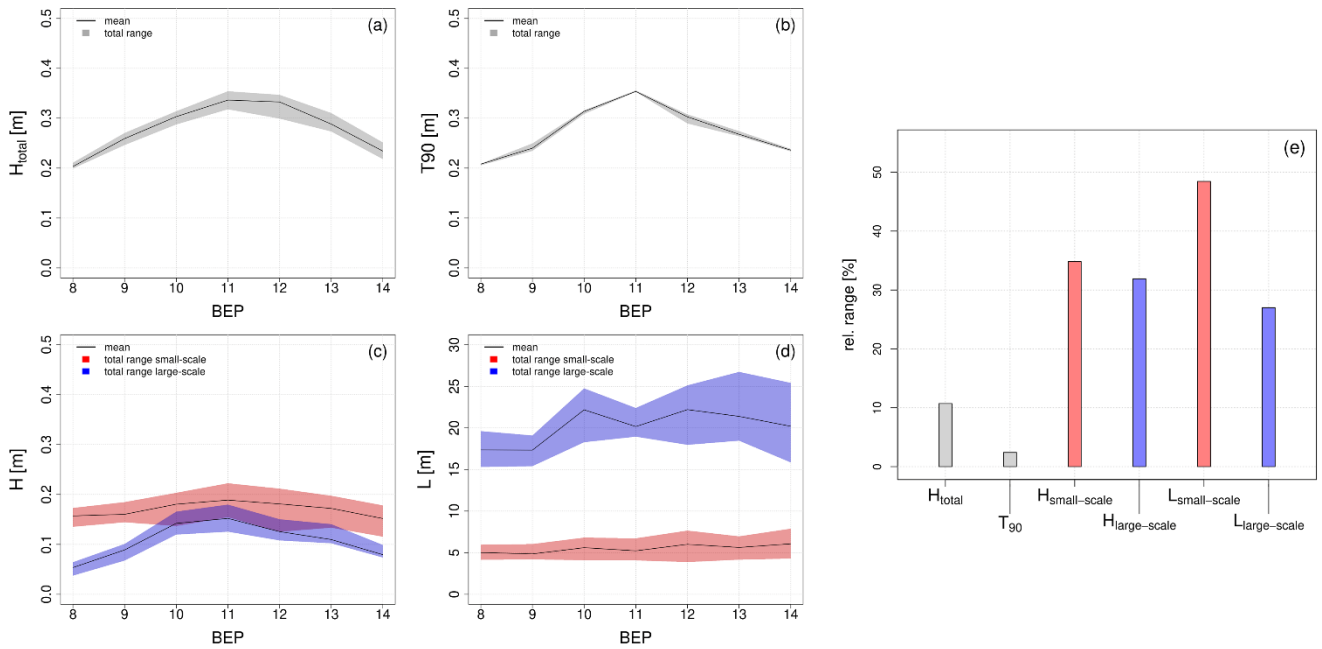 (a)
mean
total range
H_total [m]
0.0 0.1 0.2 0.3 0.4 0.5
8 9 10 11 12 13 14
BEP
(b)
mean
total range
T90 [m]
0.0 0.1 0.2 0.3 0.4 0.5
8 9 10 11 12 13 14
BEP
(c)
mean
total range small-scale
total range large-scale
H [m]
0.0 0.1 0.2 0.3 0.4 0.5
8 9 10 11 12 13 14
BEP
(d)
mean
total range small-scale
total range large-scale
L [m]
0 5 10 15 20 25 30
8 9 10 11 12 13 14
BEP
(e)
rel. range [%]
0 10 20 30 40 50
H_total
T_90
H_small−scale
H_large−scale
L_small−scale
L_large−scale